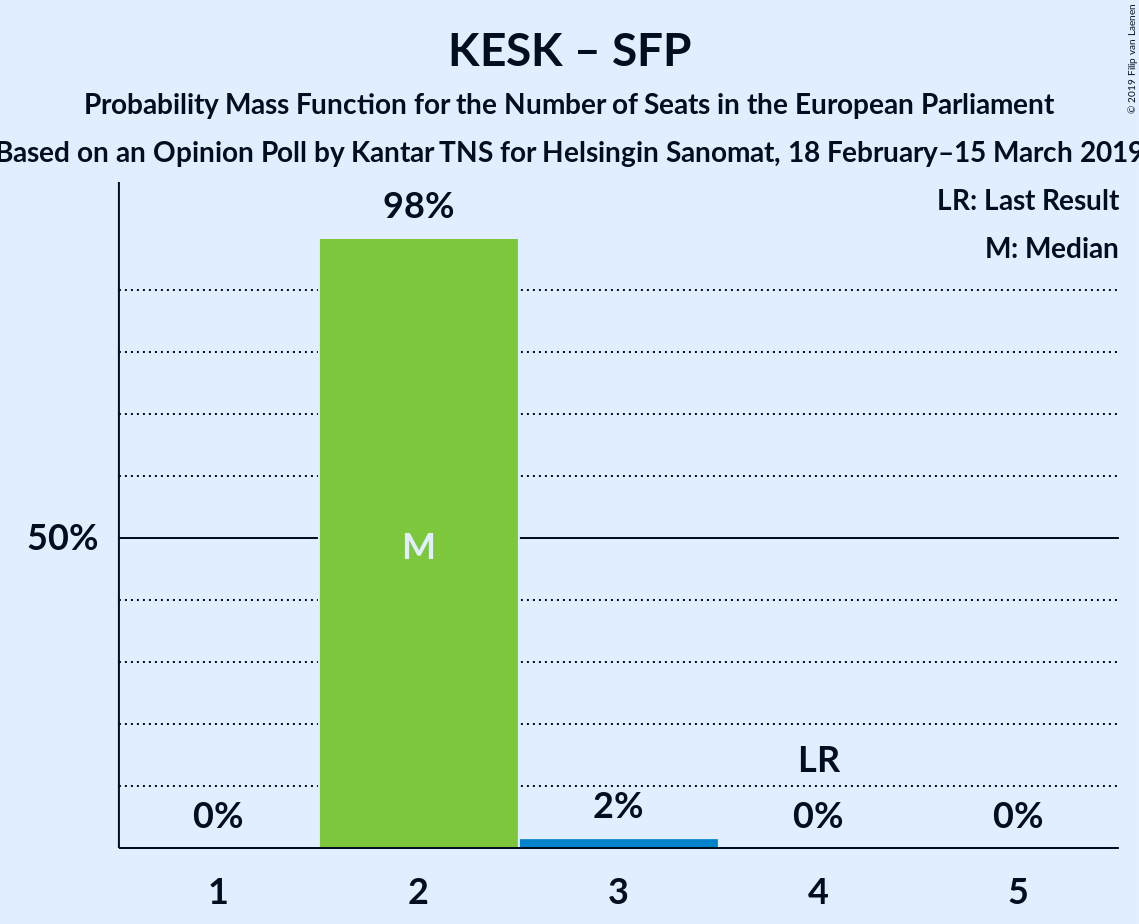 KESK – SFP
Probability Mass Function for the Number of Seats in the European Parliament
Based on an Opinion Poll by Kantar TNS for Helsingin Sanomat, 18 February–15 March 2019
© 2019 Filip van Laenen
LR: Last Result
M: Median
98%
50%
M
LR
0%
2%
0%
0%
1 2 3 4 5